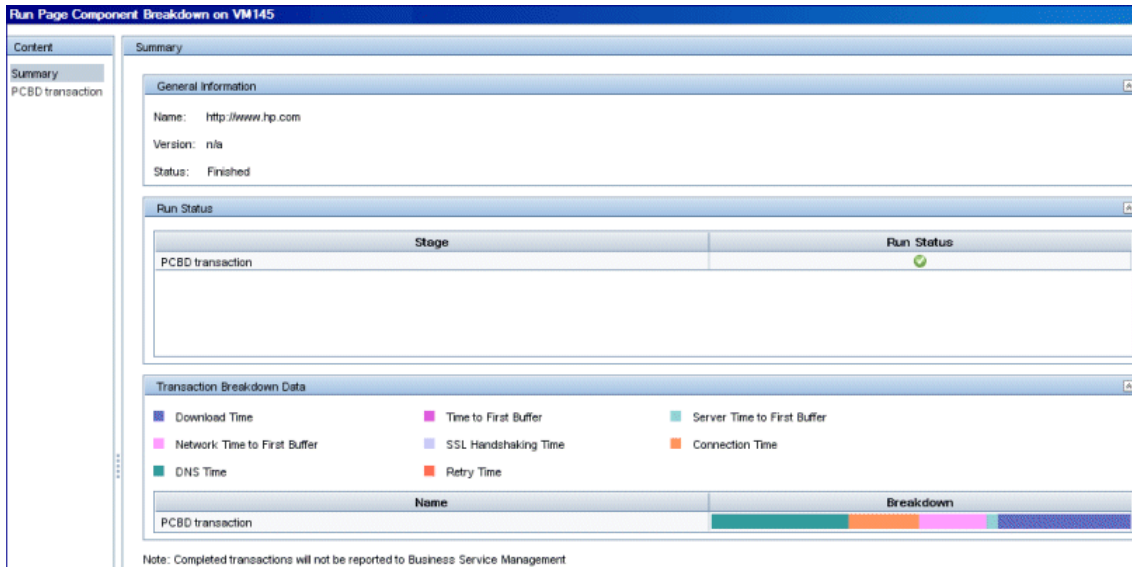 Run Page Component Breakdown on VM145
Content
Summary
PCBD transaction
Summary
General Information
Name: http://www.hp.com
Version: n/a
Status: Finished
Run Status
Stage Run Status
PCBD transaction
Transaction Breakdown Data
Download Time Time to First Buffer Server Time to First Buffer
Network Time to First Buffer SSL Handshaking Time Connection Time
DNS Time Retry Time
Name Breakdown
PCBD transaction
Note: Completed transactions will not be reported to Business Service Management